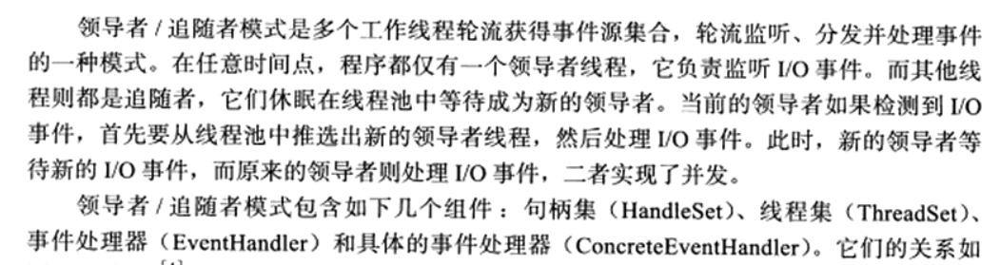 领导者 / 追随者模式是多个工作线程轮流获得事件源集合，轮流监听、分发并处理事件
的一种模式。在任意时间点，程序都仅有一个领导者线程，它负责监听 I/O 事件。而其他线
程则都是追随者，它们休眠在线程池中等待成为新的领导者。当前的领导者如果检测到 I/O
事件，首先要从线程池中推选出新的领导者线程，然后处理 I/O 事件。此时，新的领导者等
待新的 I/O 事件，而原来的领导者则处理 I/O 事件，二者实现了并发。
领导者 / 追随者模式包含如下几个组件：句柄集（HandleSet）、线程集（ThreadSet）、
事件处理器（EventHandler）和具体的事件处理器（ConcreteEventHandler）。它们的关系如